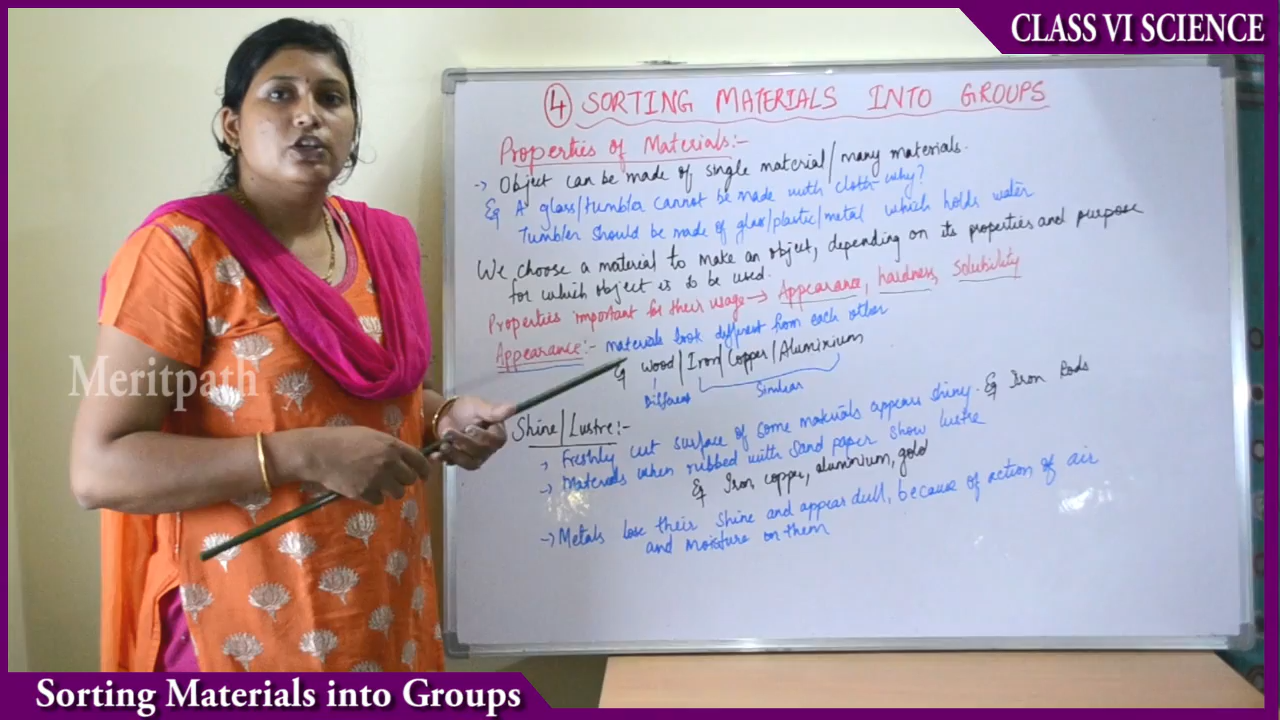 CLASS VI SCIENCE
④ SORTING MATERIALS INTO GROUPS
Properties of Materials:-
-> Object can be made of single material/many materials.
Eg A glass/tumbler cannot be made with cloth-why?
Tumbler should be made of glass/plastic/metal which holds water
We choose a material to make an object, depending on its properties and purpose
for which object is to be used.
Properties important for their usage -> Appearance, hardness, Solubility
Appearance:- Materials look different from each other
Eg Wood/Iron/Copper/Aluminium
Different Similar
Shine/Lustre:-
-> Freshly cut surface of some materials appears shiny. Eg Iron Rods
-> Materials when rubbed with sand paper show lustre
Eg Iron, copper, aluminium, gold
-> Metals lose their shine and appear dull, because of action of air
and moisture on them
Meritpath
Sorting Materials into Groups